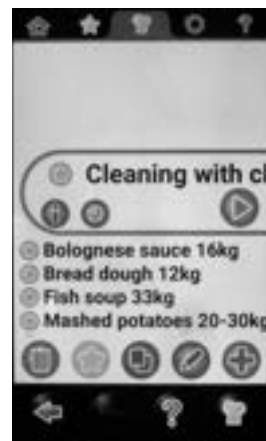 Cleaning with cl
Bolognese sauce 16kg
Bread dough 12kg
Fish soup 33kg
Mashed potatoes 20-30kg